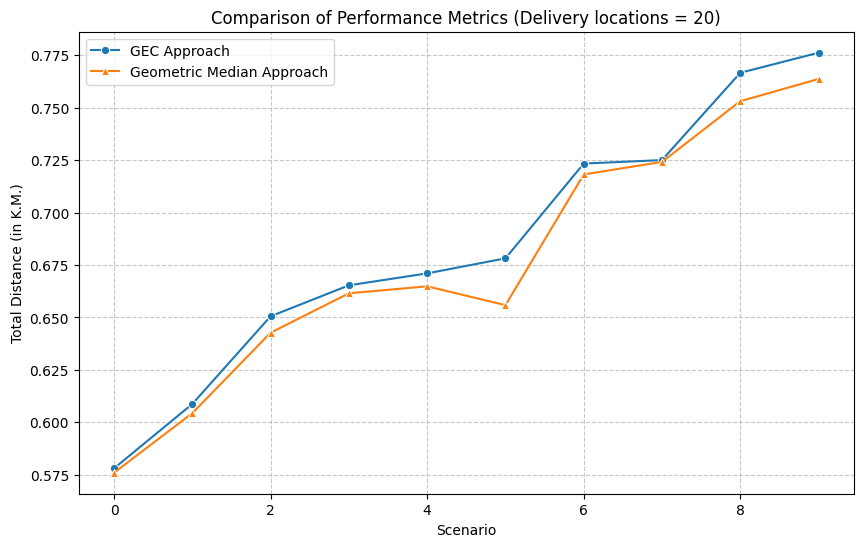 Comparison of Performance Metrics (Delivery locations = 20)
GEC Approach
Geometric Median Approach
Total Distance (in K.M.)
0.775
0.750
0.725
0.700
0.675
0.650
0.625
0.600
0.575
0 2 4 6 8
Scenario